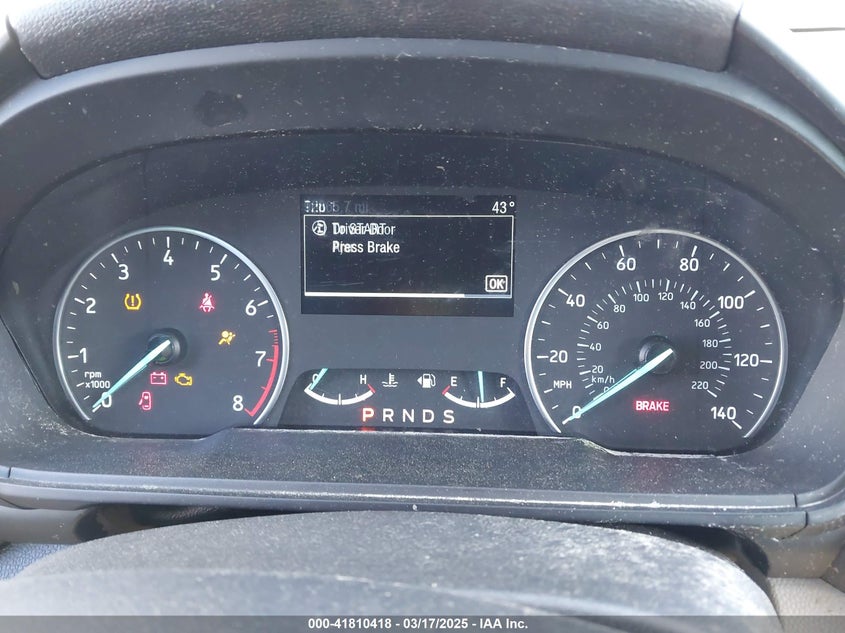 43°
Press Brake
OK
1 2 3 4 5 6 7 8
rpm
x1000
0
C H E F
P R N D S
0 20 40 60 80 100 120 140
MPH
20 40 60 80 100 120 140 160 180 200 220
km/h
BRAKE
000-41810418 - 03/17/2025 - IAA Inc.